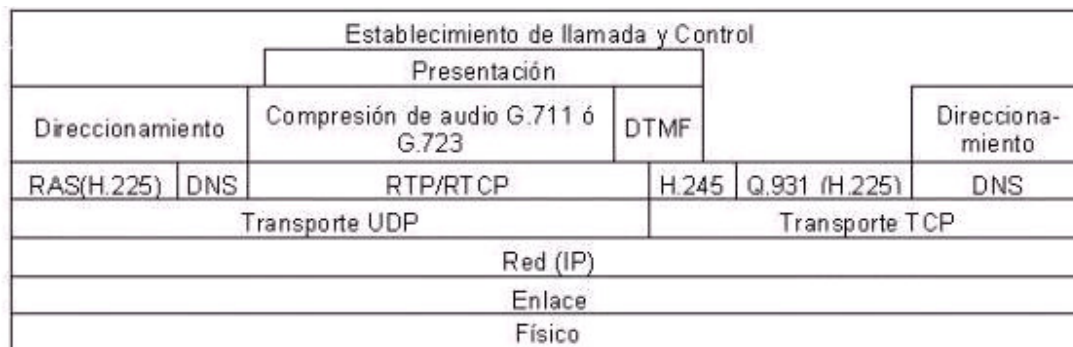 Establecimiento de llamada y Control
Presentación
Direccionamiento
Compresión de audio G.711 ó
G.723
DTMF
Direcciona-
miento
RAS(H.225)
DNS
RTP/RTCP
H.245
Q.931 (H.225)
DNS
Transporte UDP
Transporte TCP
Red (IP)
Enlace
Físico